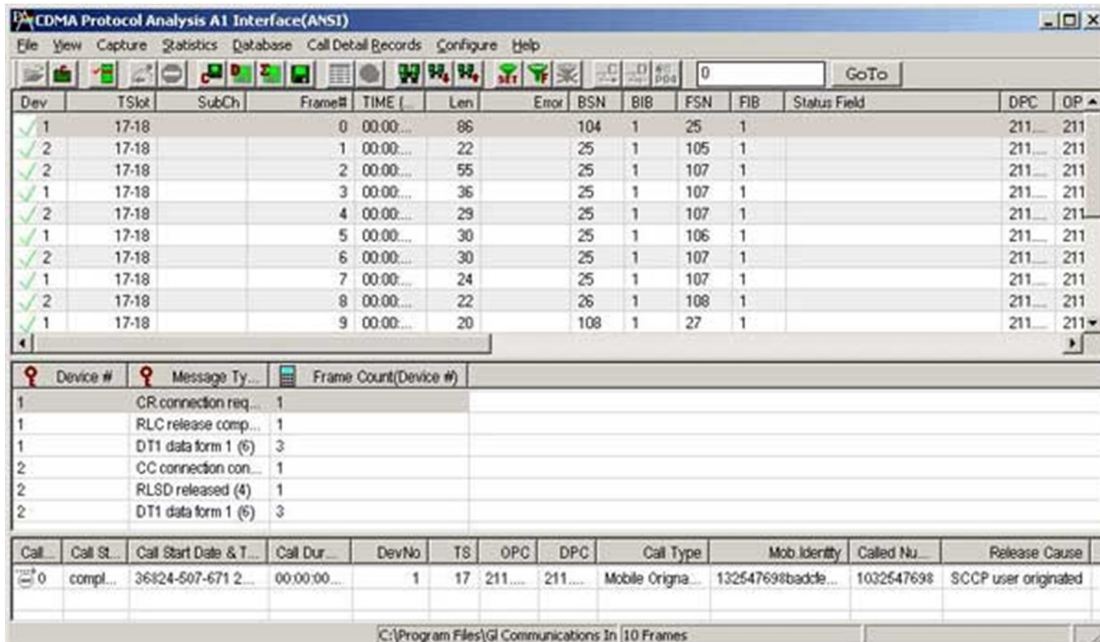 CDMA Protocol Analysis A1 Interface(ANSI)
File View Capture Statistics Database Call Detail Records Configure Help
0 GoTo
Dev TSlot SubCh Frame# TIME (... Len Error BSN BIB FSN FIB Status Field DPC OP
1 17-18 0 00:00:... 86 104 1 25 1 211.... 211
2 17-18 1 00:00:... 22 25 1 105 1 211.... 211
2 17-18 2 00:00:... 55 25 1 107 1 211.... 211
1 17-18 3 00:00:... 36 25 1 107 1 211.... 211
2 17-18 4 00:00:... 29 25 1 107 1 211.... 211
1 17-18 5 00:00:... 30 25 1 106 1 211.... 211
2 17-18 6 00:00:... 30 25 1 107 1 211.... 211
1 17-18 7 00:00:... 24 25 1 107 1 211.... 211
2 17-18 8 00:00:... 22 26 1 108 1 211.... 211
1 17-18 9 00:00:... 20 108 1 27 1 211.... 211
Device # Message Ty... Frame Count(Device #)
1 CR connection req... 1
1 RLC release comp... 1
1 DT1 data form 1 (6) 3
2 CC connection con... 1
2 RLSD released (4) 1
2 DT1 data form 1 (6) 3
Call... Call St... Call Start Date & T... Call Dur... DevNo TS OPC DPC Call Type Mob.Identity Called Nu... Release Cause
0 compl... 36824-507-671 2... 00:00:00... 1 17 211.... 211.... Mobile Origna... 132547698badcfe... 1032547698 SCCP user originated
C:\Program Files\Gl Communications In 10 Frames